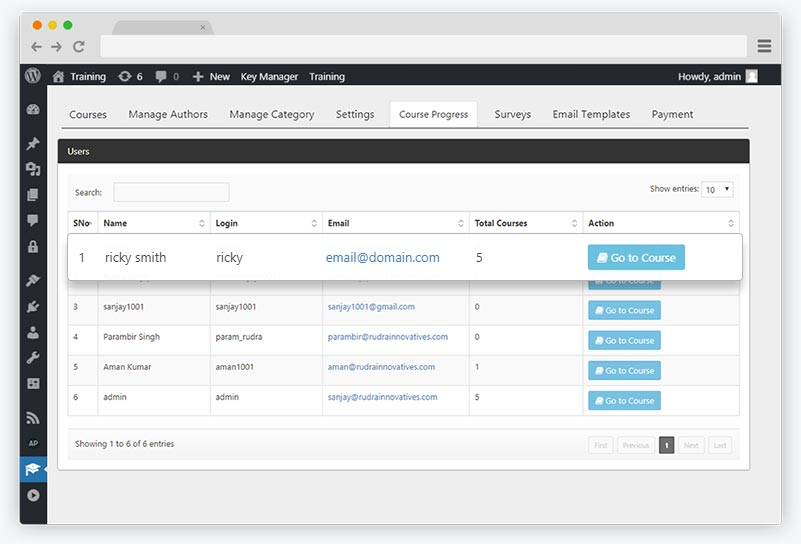 Training 6 0 New Key Manager Training Howdy, admin
Courses Manage Authors Manage Category Settings Course Progress Surveys Email Templates Payment
Users
Search: Show entries: 10
SNo Name Login Email Total Courses Action
1 ricky smith ricky email@domain.com 5 Go to Course
Go to Course
3 sanjay1001 sanjay1001 sanjay1001@gmail.com 0 Go to Course
4 Parambir Singh param_rudra parambir@rudrainnovatives.com 0 Go to Course
5 Aman Kumar aman1001 aman@rudrainnovatives.com 1 Go to Course
6 admin admin sanjay@rudrainnovatives.com 5 Go to Course
AP
Showing 1 to 6 of 6 entries First Previous 1 Next Last